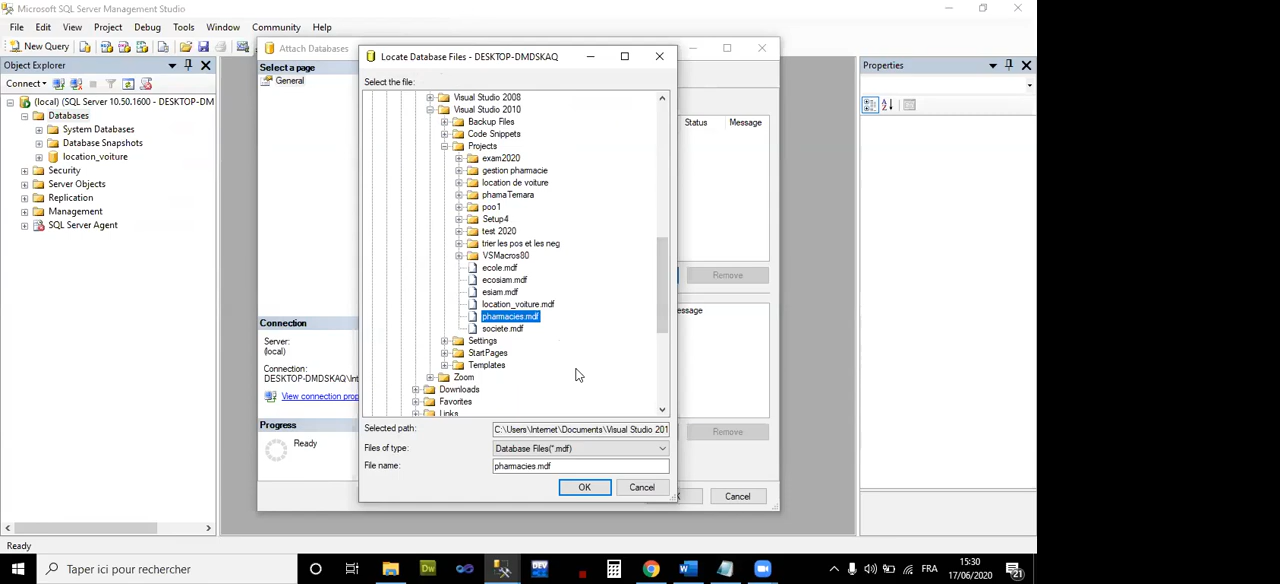 Microsoft SQL Server Management Studio
File Edit View Project Debug Tools Window Community Help
New Query
Object Explorer
Connect
(local) (SQL Server 10.50.1600 - DESKTOP-DM
Databases
System Databases
Database Snapshots
location_voiture
Security
Server Objects
Replication
Management
SQL Server Agent
Attach Databases
Select a page
General
Connection
Server:
(local)
Connection:
DESKTOP-DMDSKAQ\Int
View connection prop
Progress
Ready
Locate Database Files - DESKTOP-DMDSKAQ
Select the file:
Visual Studio 2008
Visual Studio 2010
Backup Files
Code Snippets
Projects
exam2020
gestion pharmacie
location de voiture
phamaTemara
poo1
Setup4
test 2020
trier les pos et les neg
VSMacros80
ecole.mdf
ecosiam.mdf
esiam.mdf
location_voiture.mdf
pharmacies.mdf
societe.mdf
Settings
StartPages
Templates
Zoom
Downloads
Favorites
Links
Selected path: C:\Users\Internet\Documents\Visual Studio 201
Files of type: Database Files(*.mdf)
File name: pharmacies.mdf
OK Cancel
Status Message
Remove
essage
Remove
K Cancel
Properties
Ready
Taper ici pour rechercher
Dw
DEV
FRA
15:30
17/06/2020
21